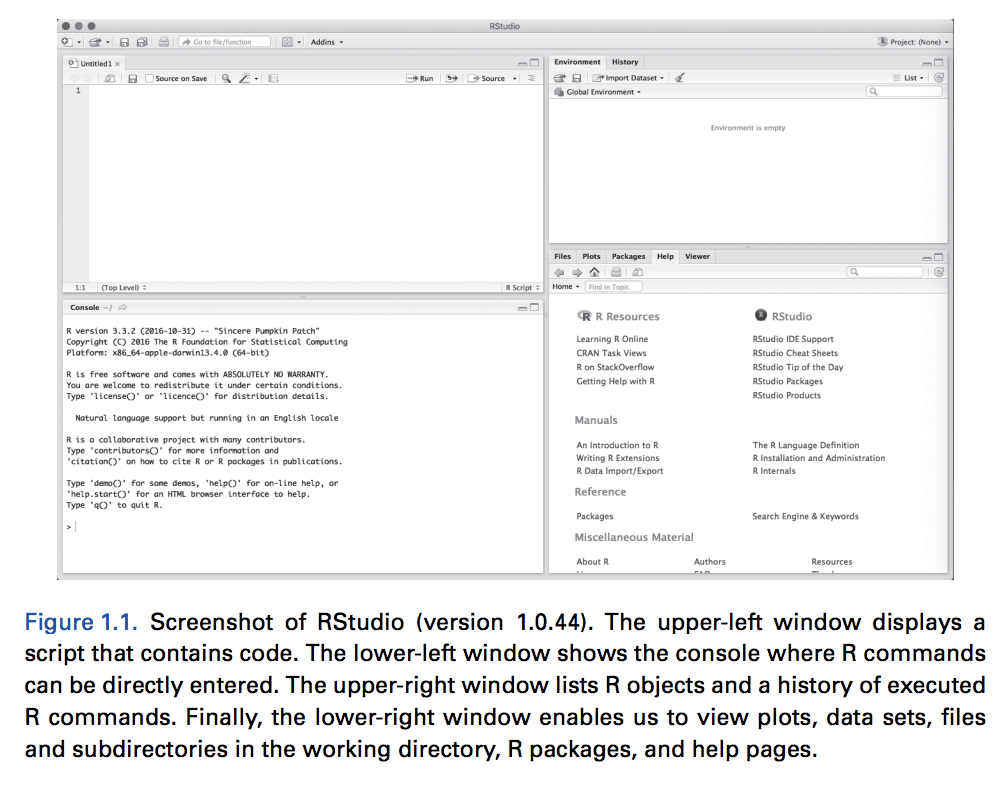 RStudio
Go to file/function
Addins
Project: (None)
Untitled1
Source on Save
Run
Source
1
1:1 (Top Level)
R Script
Console ~/
R version 3.3.2 (2016-10-31) -- "Sincere Pumpkin Patch"
Copyright (C) 2016 The R Foundation for Statistical Computing
Platform: x86_64-apple-darwin13.4.0 (64-bit)
R is free software and comes with ABSOLUTELY NO WARRANTY.
You are welcome to redistribute it under certain conditions.
Type 'license()' or 'licence()' for distribution details.
Natural language support but running in an English locale
R is a collaborative project with many contributors.
Type 'contributors()' for more information and
'citation()' on how to cite R or R packages in publications.
Type 'demo()' for some demos, 'help()' for on-line help, or
'help.start()' for an HTML browser interface to help.
Type 'q()' to quit R.
>
Environment History
Import Dataset
List
Global Environment
Environment is empty
Files Plots Packages Help Viewer
Home Find in Topic
R R Resources
Learning R Online
CRAN Task Views
R on StackOverflow
Getting Help with R
R RStudio
RStudio IDE Support
RStudio Cheat Sheets
RStudio Tip of the Day
RStudio Packages
RStudio Products
Manuals
An Introduction to R
Writing R Extensions
R Data Import/Export
The R Language Definition
R Installation and Administration
R Internals
Reference
Packages
Search Engine & Keywords
Miscellaneous Material
About R
Authors
Resources
Figure 1.1. Screenshot of RStudio (version 1.0.44). The upper-left window displays a
script that contains code. The lower-left window shows the console where R commands
can be directly entered. The upper-right window lists R objects and a history of executed
R commands. Finally, the lower-right window enables us to view plots, data sets, files
and subdirectories in the working directory, R packages, and help pages.